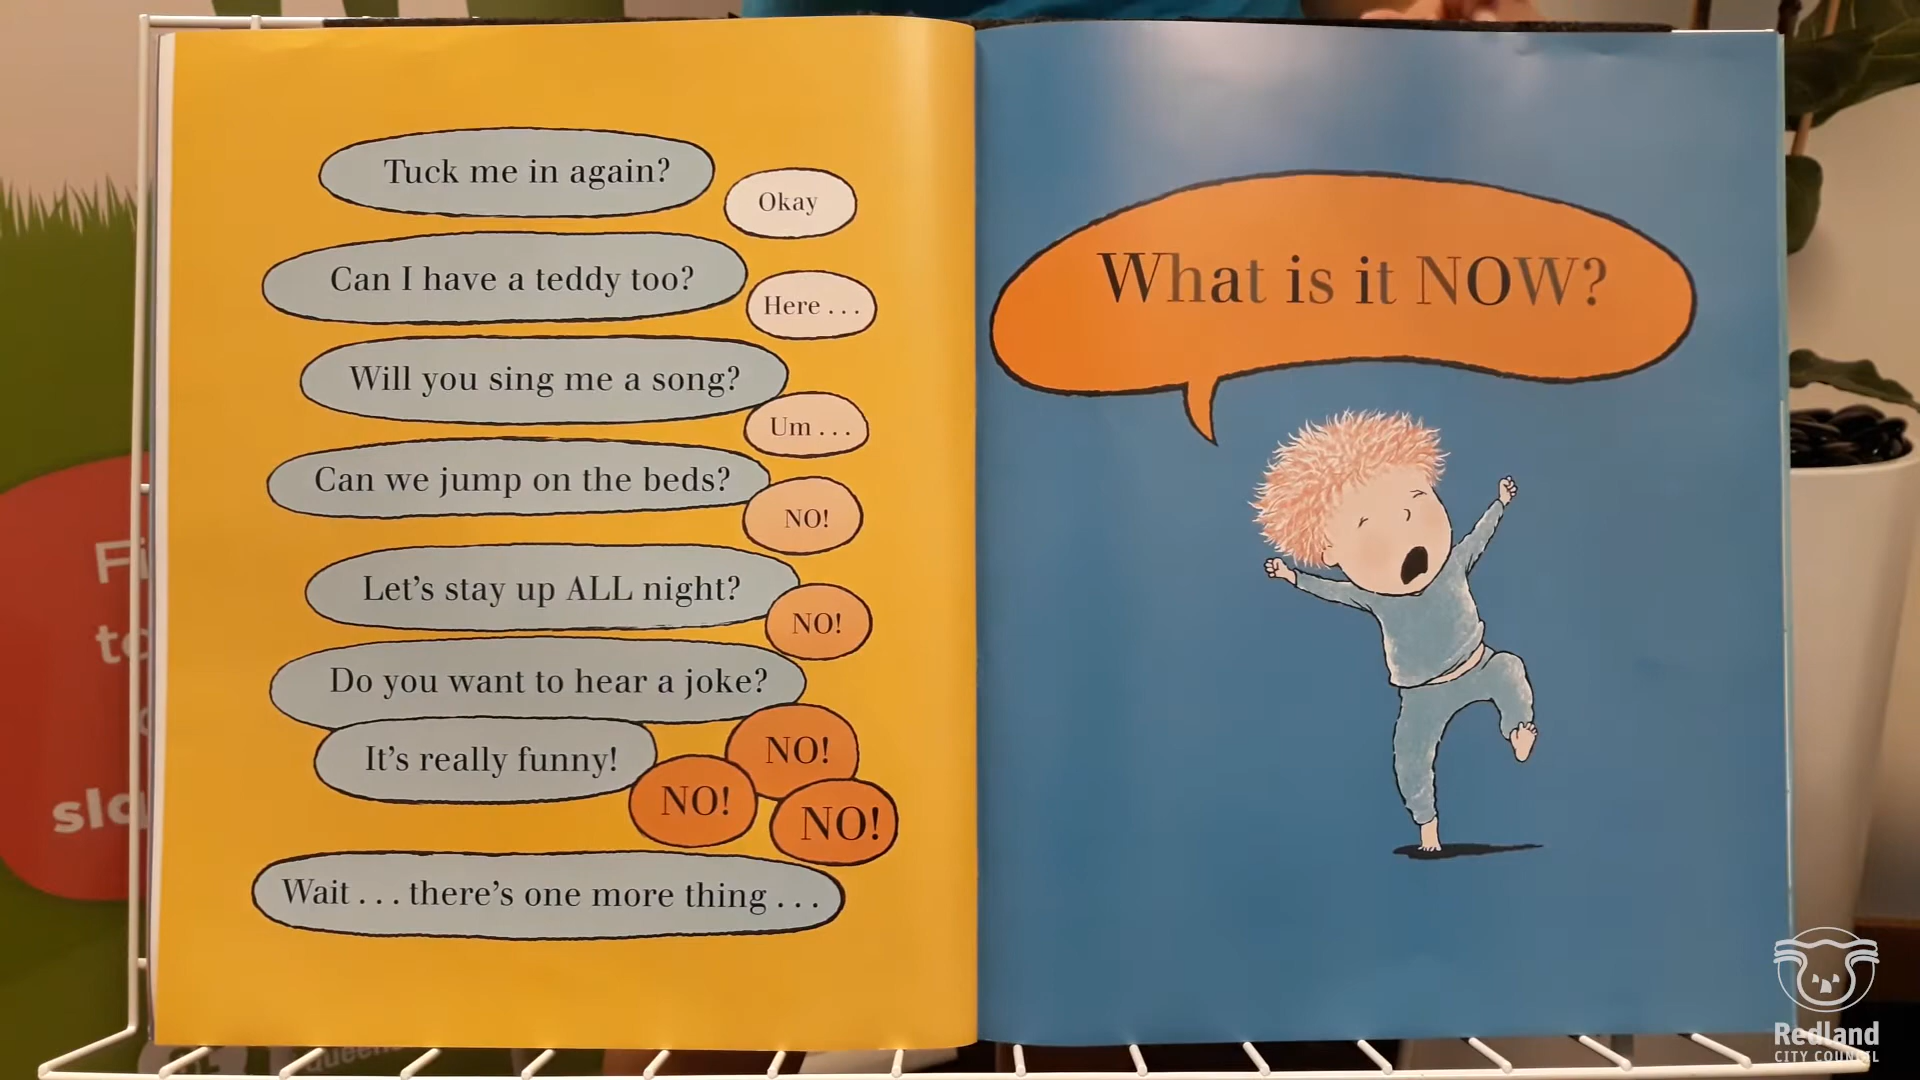 Tuck me in again?
Okay
Can I have a teddy too?
Here . . .
Will you sing me a song?
Um . . .
Can we jump on the beds?
NO!
Let's stay up ALL night?
NO!
Do you want to hear a joke?
It's really funny!
NO!
NO!
NO!
Wait . . . there's one more thing . . .
What is it NOW?
Redland
CITY COUNCIL